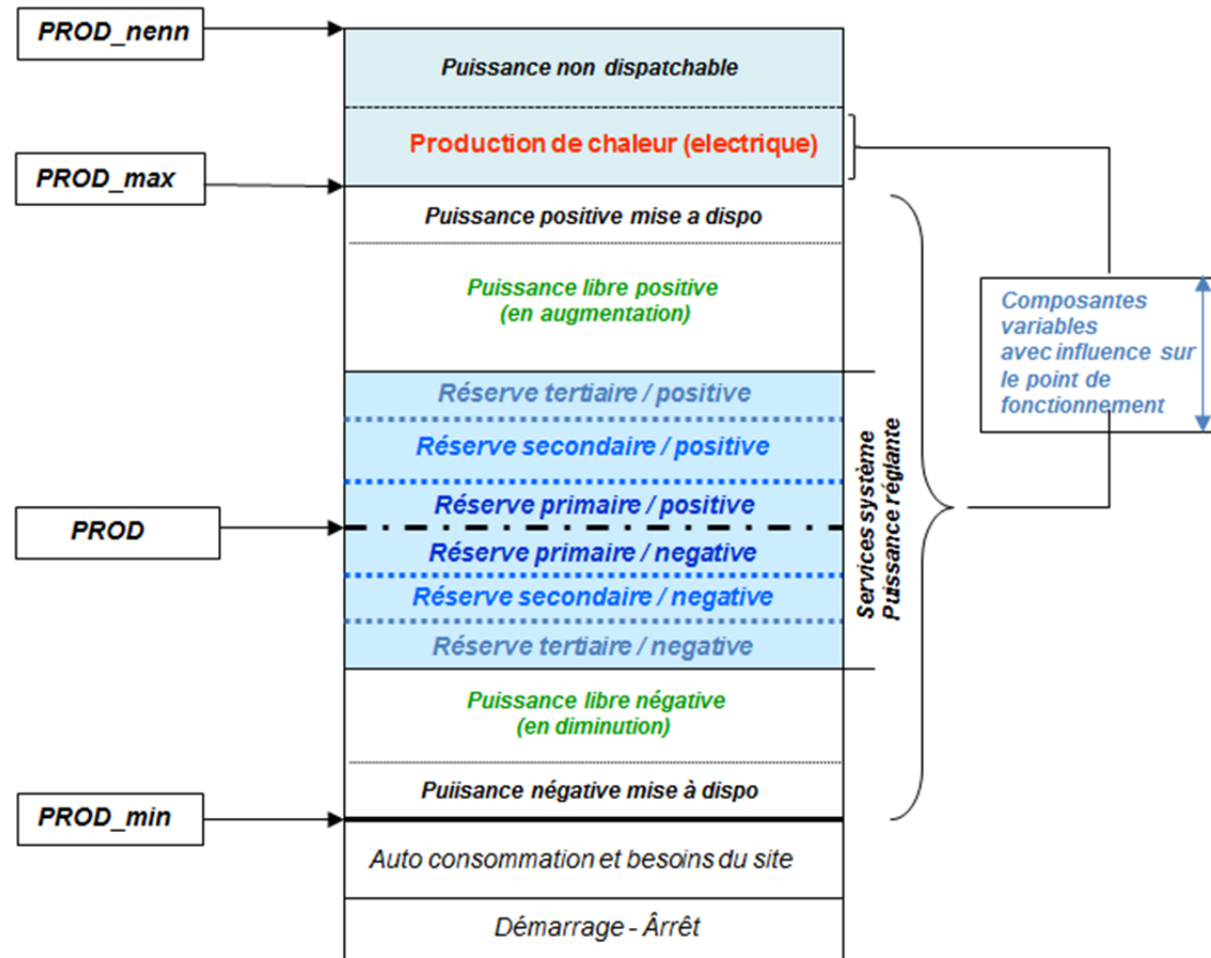 PROD_nenn
Puissance non dispatchable
Production de chaleur (electrique)
PROD_max
Puissance positive mise a dispo
Puissance libre positive
(en augmentation)
Composantes
variables
avec influence sur
le point de
fonctionnement
Réserve tertiaire / positive
Réserve secondaire / positive
Réserve primaire / positive
PROD
Réserve primaire / negative
Réserve secondaire / negative
Réserve tertiaire / negative
Services système
Puissance réglante
Puissance libre négative
(en diminution)
Puiisance négative mise à dispo
PROD_min
Auto consommation et besoins du site
Démarrage - Ârrêt